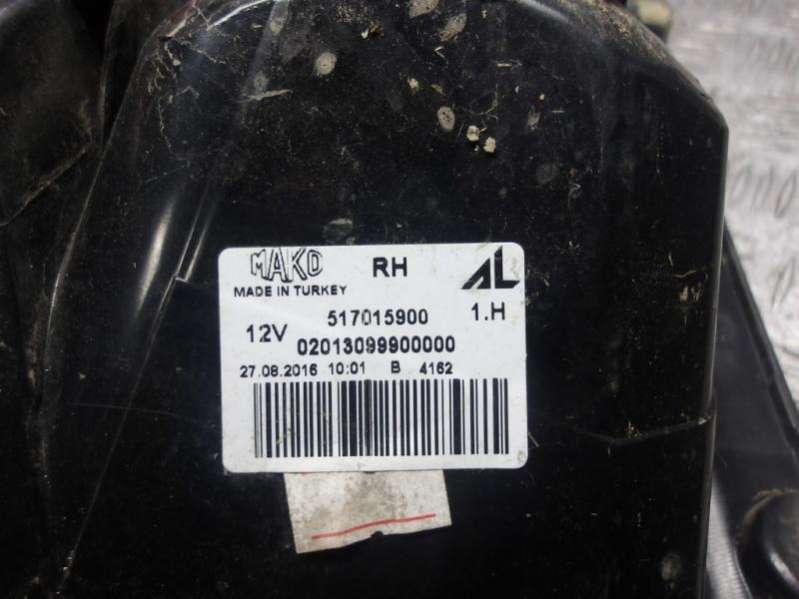 MAKO RH AL
MADE IN TURKEY
517015900 1.H
12V 02013099900000
27.08.2016 10:01 B 4162